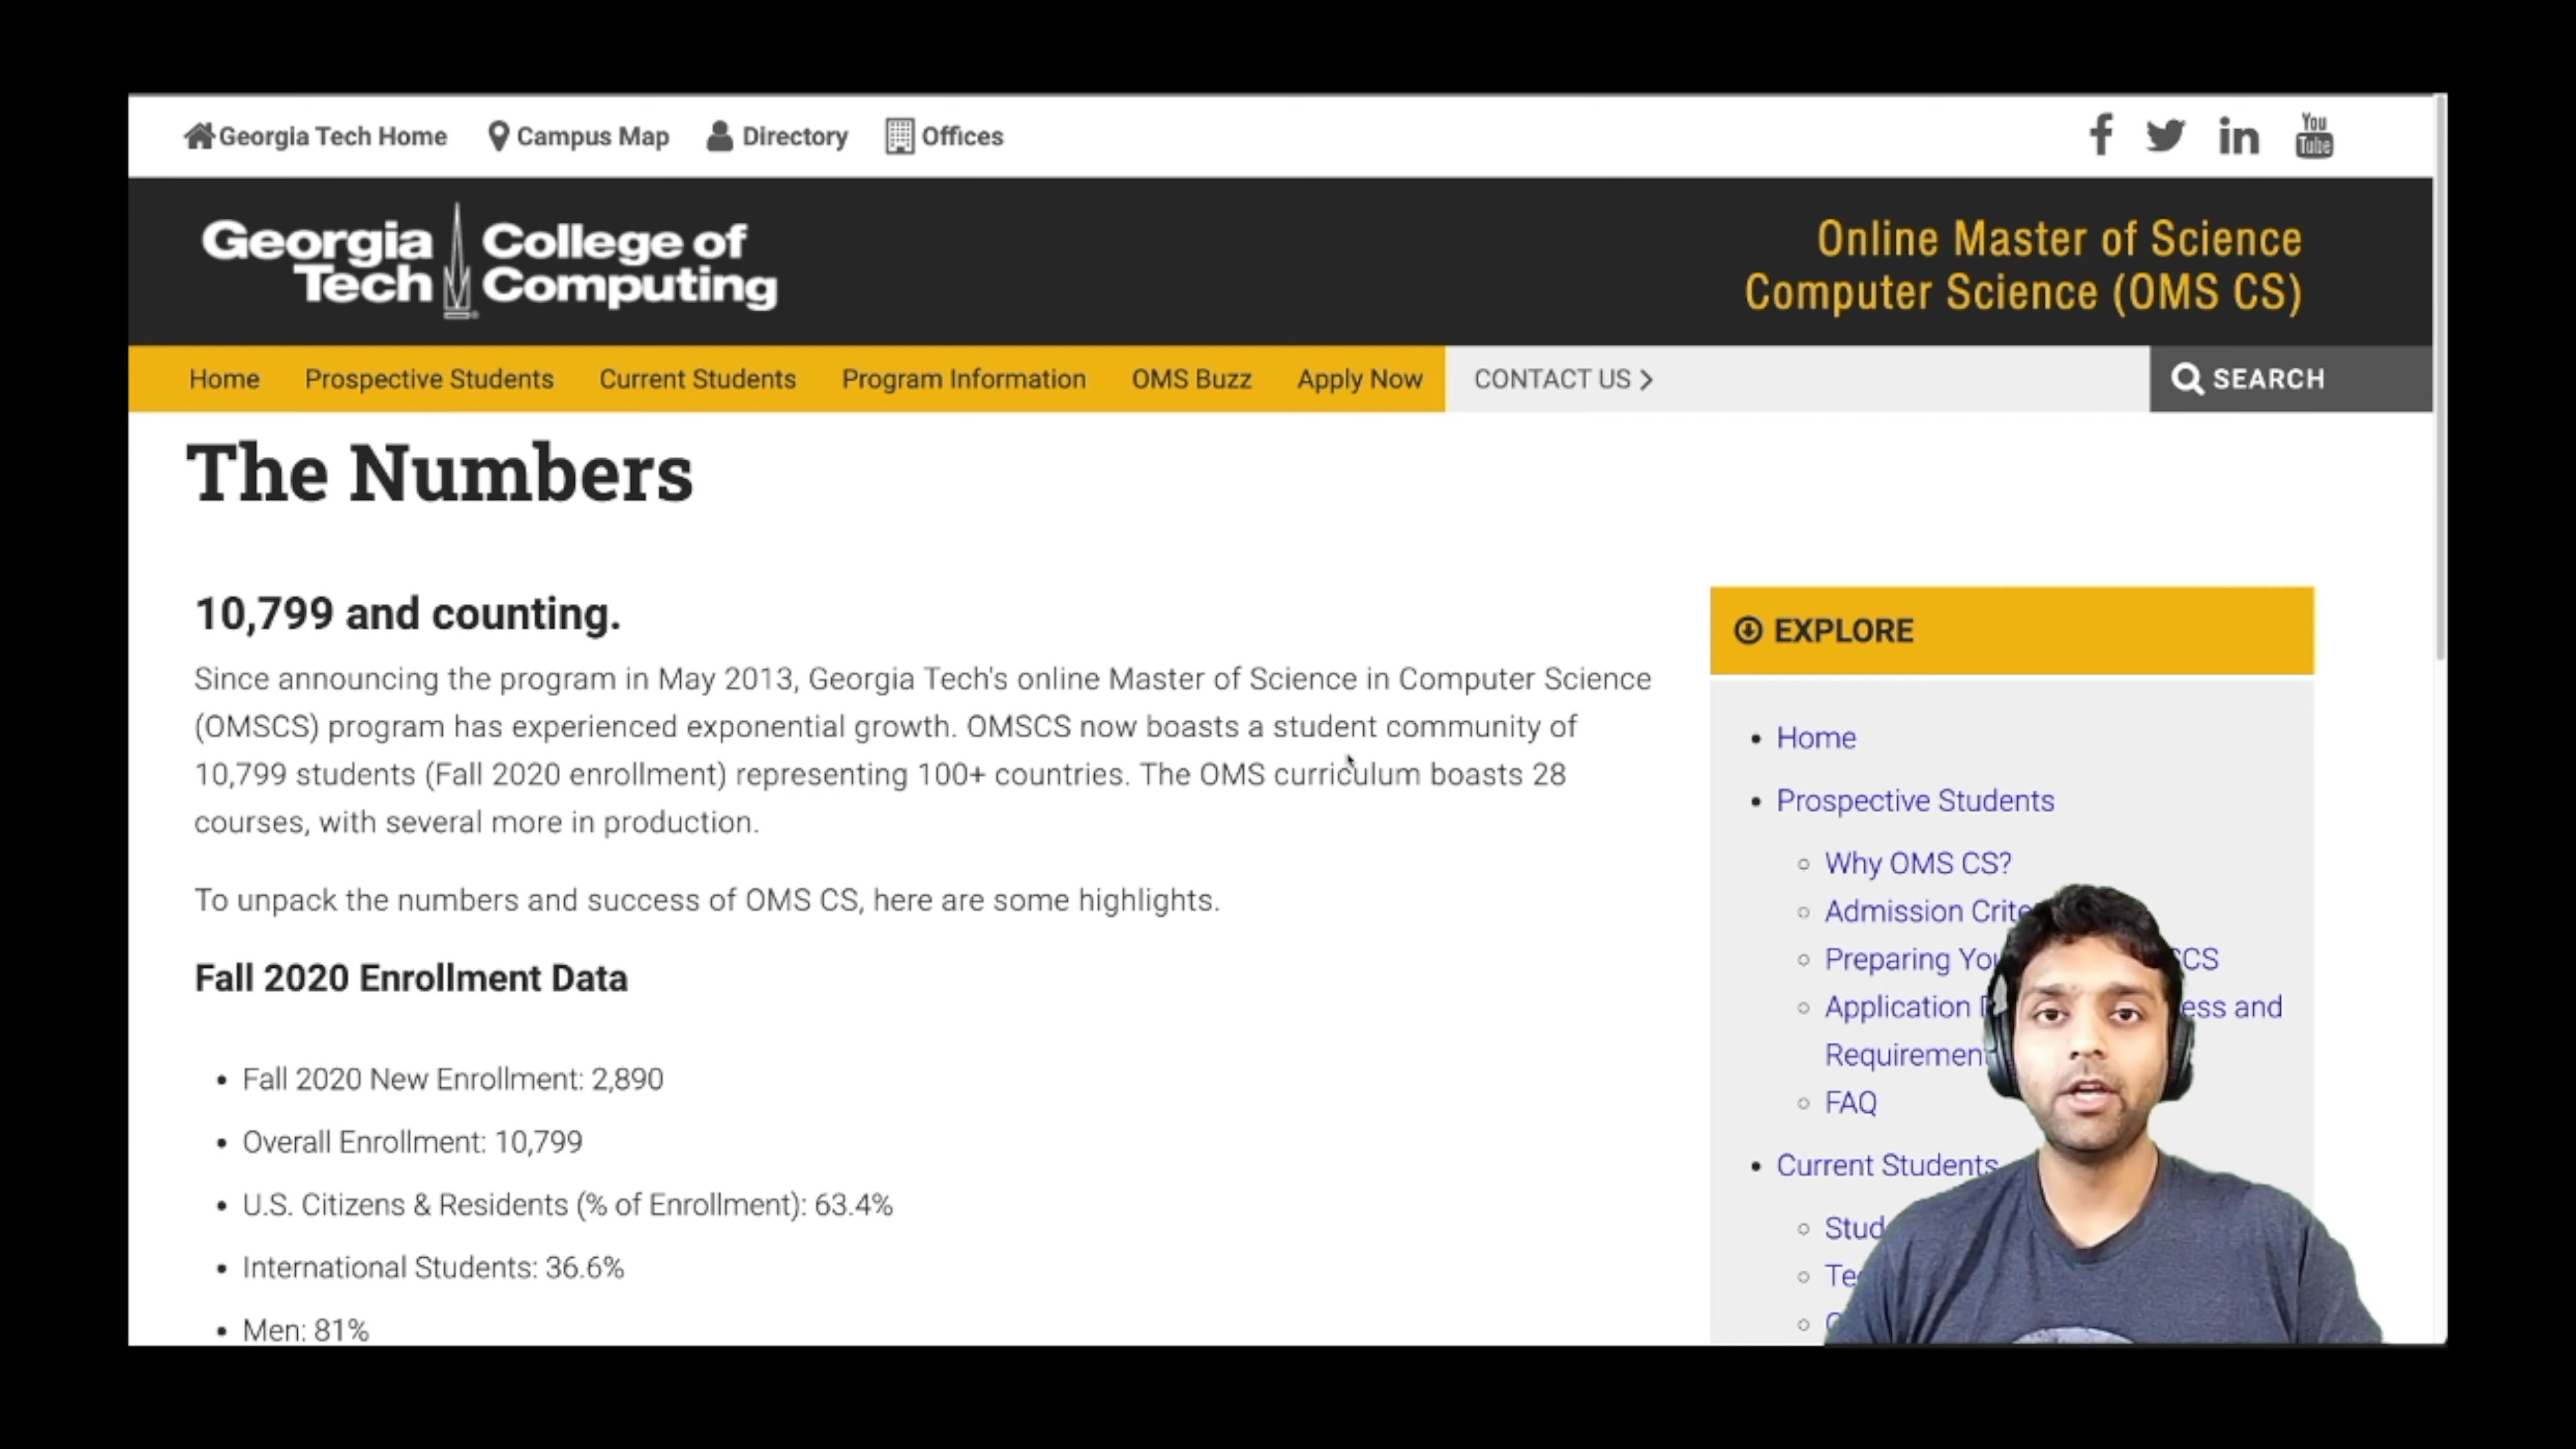 Georgia Tech Home Campus Map Directory Offices
You
Tube
Georgia Tech College of Computing
Online Master of Science
Computer Science (OMS CS)
Home Prospective Students Current Students Program Information OMS Buzz Apply Now CONTACT US SEARCH
The Numbers
10,799 and counting.
Since announcing the program in May 2013, Georgia Tech's online Master of Science in Computer Science
(OMSCS) program has experienced exponential growth. OMSCS now boasts a student community of
10,799 students (Fall 2020 enrollment) representing 100+ countries. The OMS curriculum boasts 28
courses, with several more in production.
To unpack the numbers and success of OMS CS, here are some highlights.
Fall 2020 Enrollment Data
• Fall 2020 New Enrollment: 2,890
• Overall Enrollment: 10,799
• U.S. Citizens & Residents (% of Enrollment): 63.4%
• International Students: 36.6%
• Men: 81%
EXPLORE
• Home
• Prospective Students
Why OMS CS?
Admission
Preparing
Application and
FAQ
• Current Students